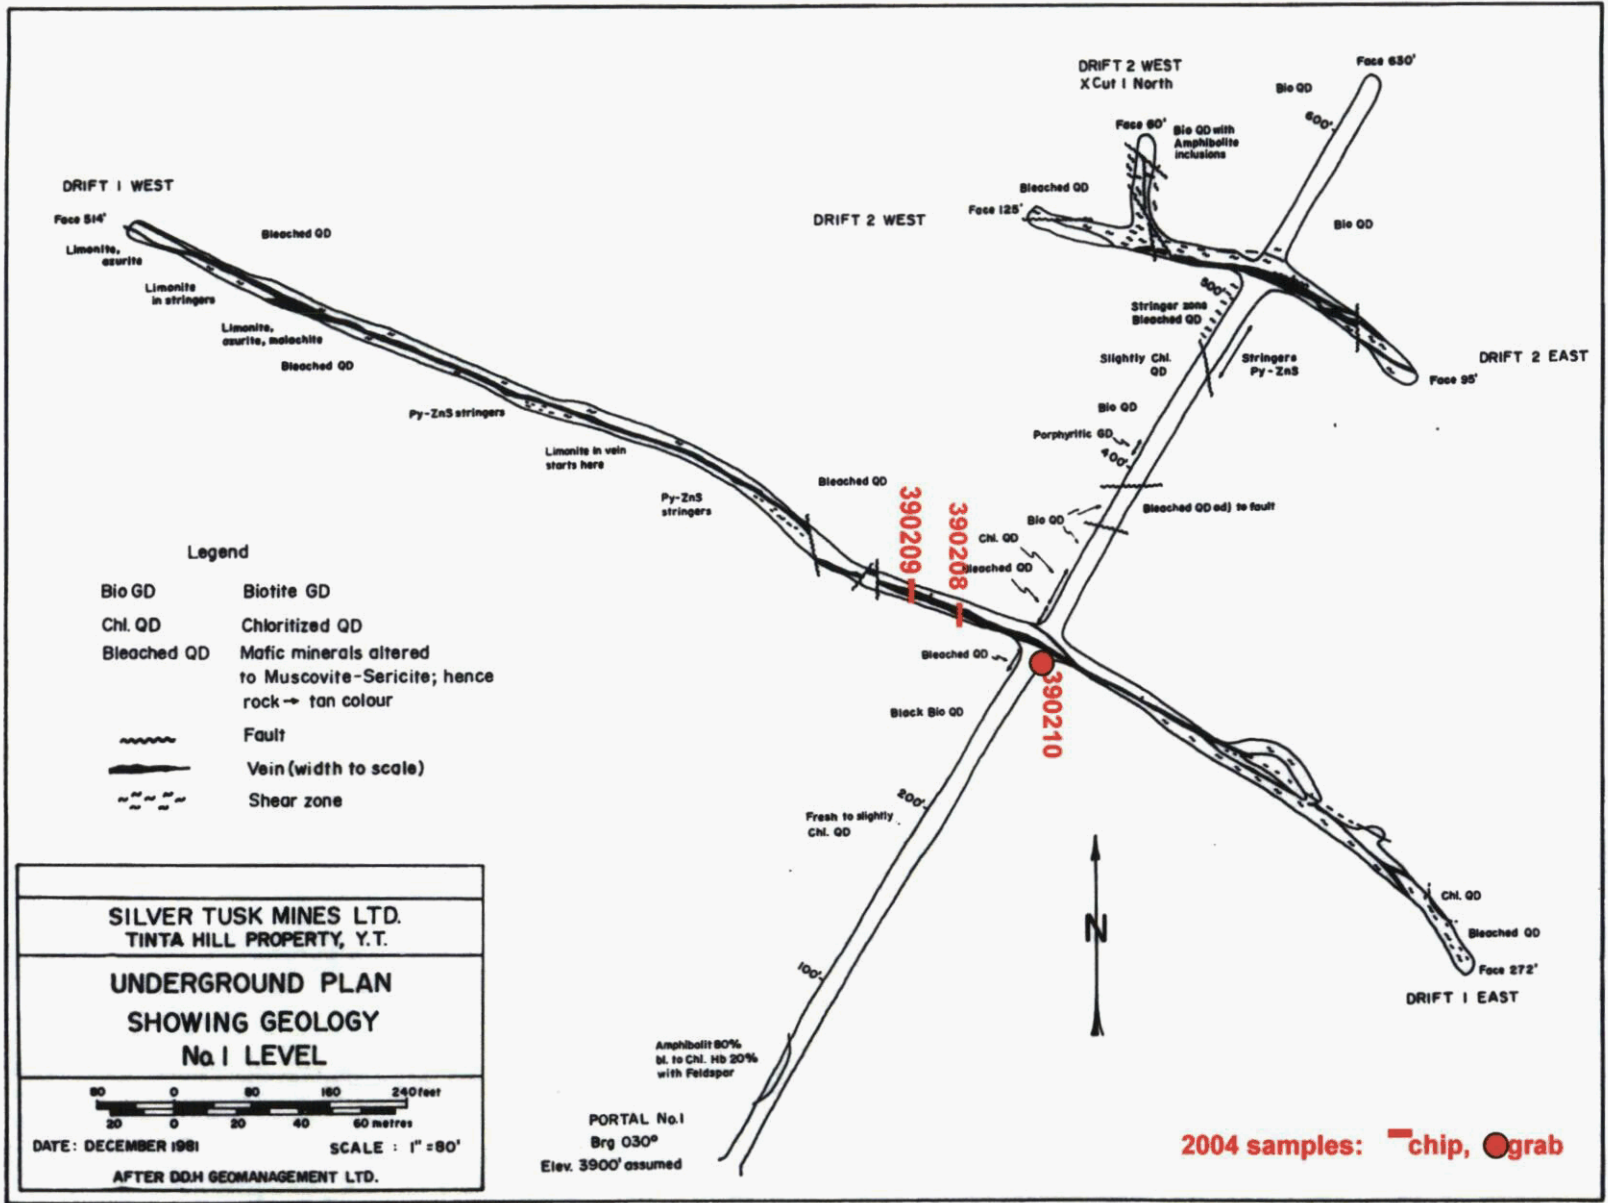 DRIFT 2 WEST
X Cut 1 North
Face 630'
Bio QD
600'
Face 60'
Bio QD with
Amphibolite
inclusions
DRIFT 1 WEST
Bleached QD
DRIFT 2 WEST
Face 125'
Face 514'
Bleached QD
Bio QD
Limonite,
azurite
Limonite
in stringers
500'
Stringer zone
Bleached QD
Limonite,
azurite, malachite
Bleached QD
Slightly Chl.
QD
Stringers
Py-ZnS
DRIFT 2 EAST
Face 95'
Py-ZnS stringers
Bio QD
Porphyritic GD
400'
Limonite in vein
starts here
Bleached QD
Py-ZnS
stringers
390209
390208
Bleached QD adj to fault
Bio QD
Chl. QD
Bleached QD
Legend
Bio GD Biotite GD
Chl. QD Chloritized QD
Bleached QD Mafic minerals altered
to Muscovite-Sericite; hence
rock → tan colour
Fault
Vein (width to scale)
Shear zone
Bleached QD
390210
Black Bio QD
200'
Fresh to slightly
Chl. QD
N
Chl. QD
Bleached QD
Face 272'
DRIFT 1 EAST
100'
Amphibolit 80%
bl. to Chl. Hb 20%
with Feldspar
PORTAL No.1
Brg 030°
Elev. 3900' assumed
SILVER TUSK MINES LTD.
TINTA HILL PROPERTY, Y.T.
UNDERGROUND PLAN
SHOWING GEOLOGY
No.1 LEVEL
80 0 80 160 240 feet
20 0 20 40 60 metres
DATE: DECEMBER 1981 SCALE : 1" = 80'
AFTER D.D.H GEOMANAGEMENT LTD.
2004 samples: chip, grab